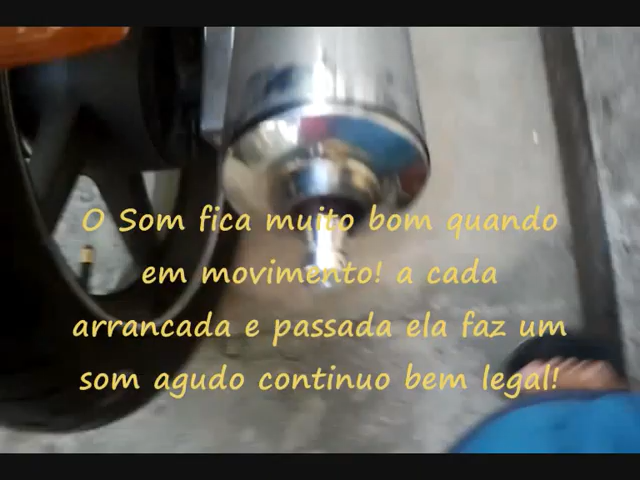 O Som fica muito bom quando
em movimento! a cada
arrancada e passada ela faz um
som agudo continuo bem legal!